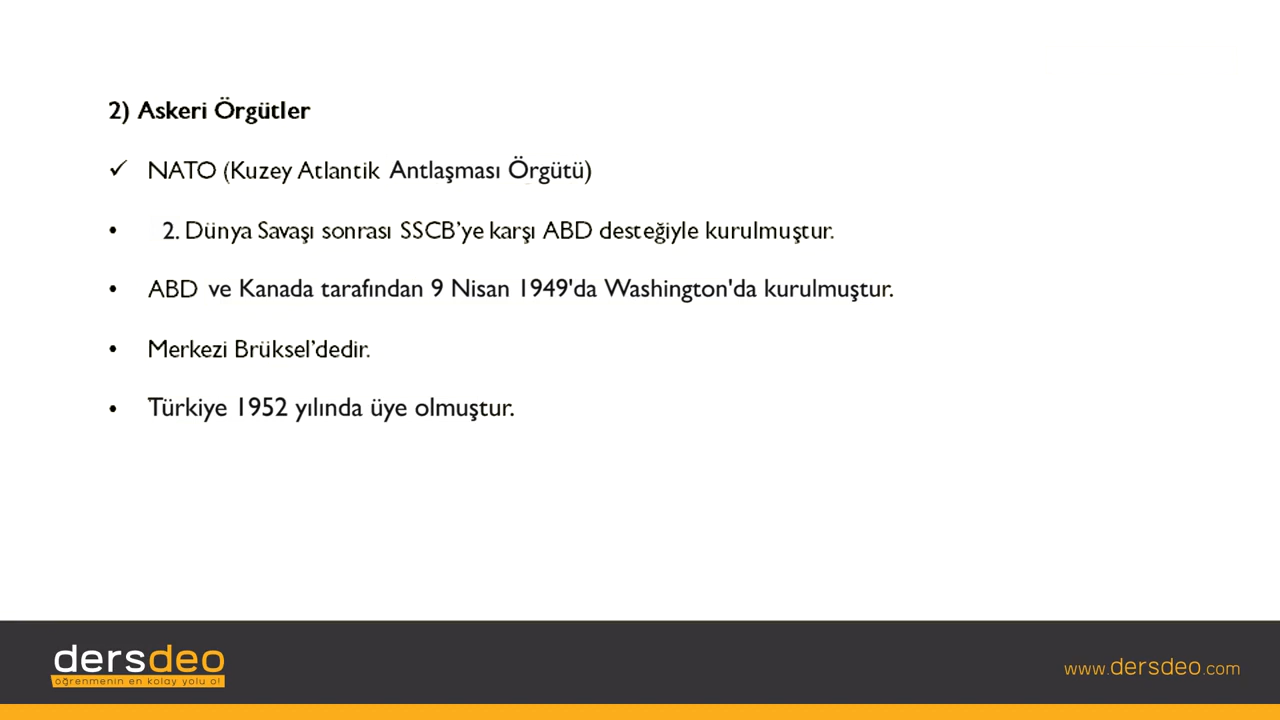 2) Askeri Örgütler
✓ NATO (Kuzey Atlantik Antlaşması Örgütü)
• 2. Dünya Savaşı sonrası SSCB’ye karşı ABD desteğiyle kurulmuştur.
• ABD ve Kanada tarafından 9 Nisan 1949'da Washington'da kurulmuştur.
• Merkezi Brüksel’dedir.
• Türkiye 1952 yılında üye olmuştur.
dersdeo
öğrenmenin en kolay yolu o!
www.dersdeo.com